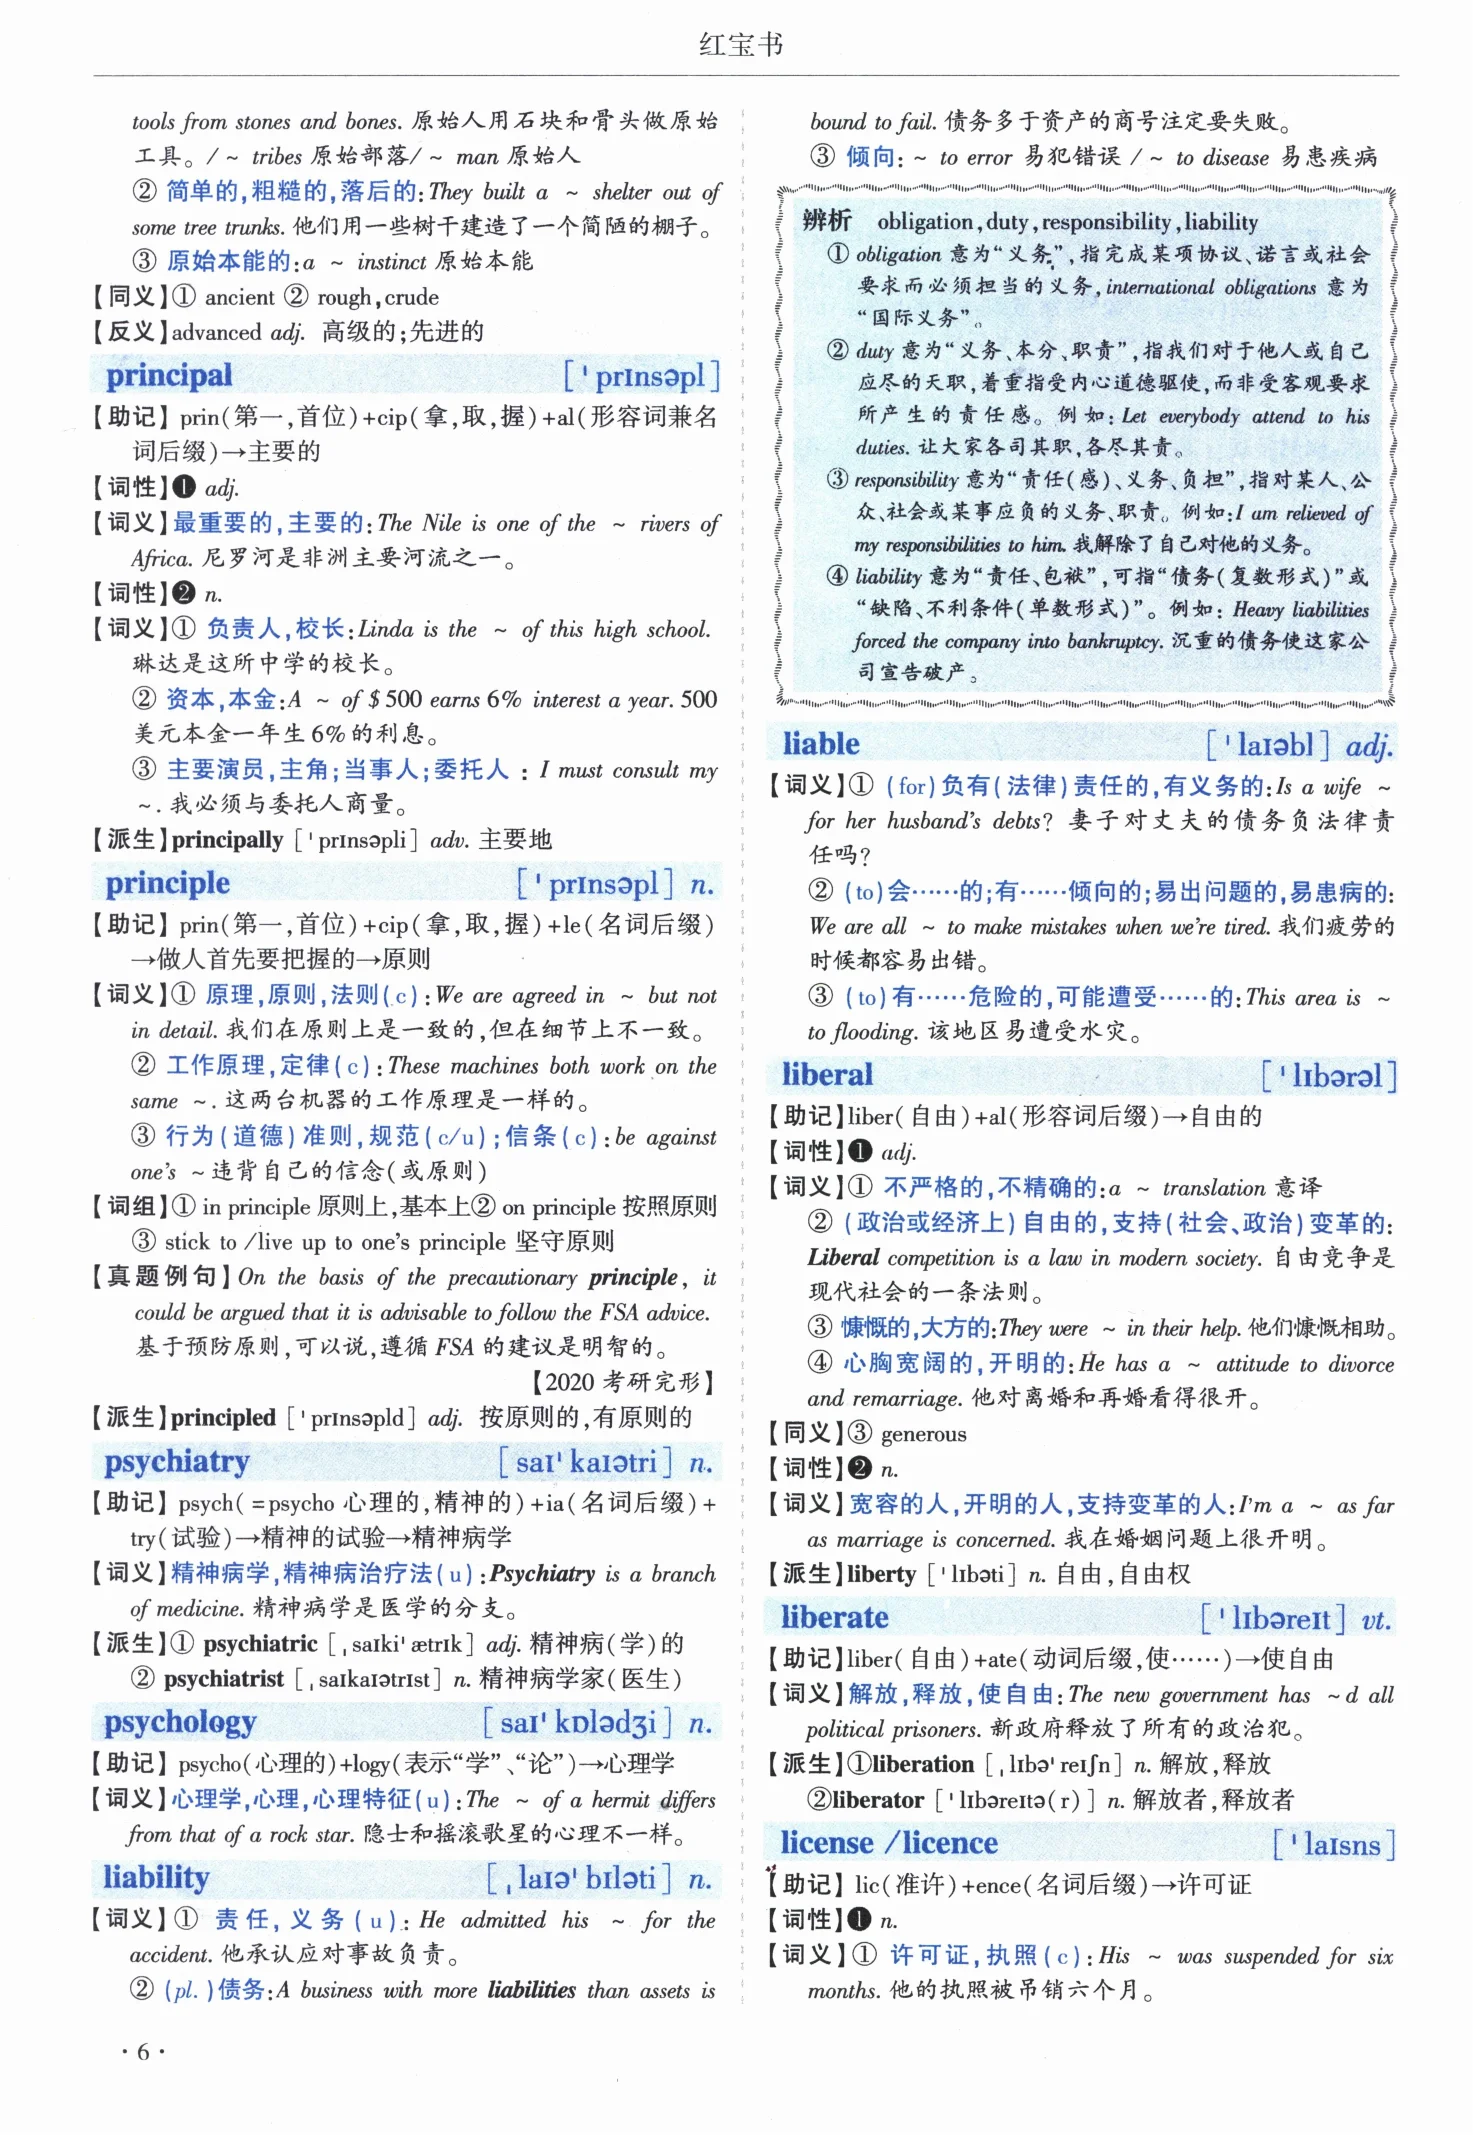 红宝书
tools from stones and bones. 原始人用石块和骨头做原始
工具。/ ~ tribes 原始部落/ ~ man 原始人
② 简单的,粗糙的,落后的:They built a ~ shelter out of
some tree trunks. 他们用一些树干建造了一个简陋的棚子。
③ 原始本能的:a ~ instinct 原始本能
【同义】① ancient ② rough,crude
【反义】advanced adj. 高级的;先进的
principal [ˈprɪnsəpl]
【助记】prin(第一,首位)+cip(拿,取,握)+al(形容词兼名
词后缀)→主要的
【词性】❶ adj.
【词义】最重要的,主要的:The Nile is one of the ~ rivers of
Africa. 尼罗河是非洲主要河流之一。
【词性】❷ n.
【词义】① 负责人,校长:Linda is the ~ of this high school.
琳达是这所中学的校长。
② 资本,本金:A ~ of $500 earns 6% interest a year. 500
美元本金一年生6%的利息。
③ 主要演员,主角;当事人;委托人:I must consult my
~. 我必须与委托人商量。
【派生】principally [ˈprɪnsəpli] adv. 主要地
principle [ˈprɪnsəpl] n.
【助记】prin(第一,首位)+cip(拿,取,握)+le(名词后缀)
→做人首先要把握的→原则
【词义】① 原理,原则,法则(c):We are agreed in ~ but not
in detail. 我们在原则上是一致的,但在细节上不一致。
② 工作原理,定律(c):These machines both work on the
same ~. 这两台机器的工作原理是一样的。
③ 行为(道德)准则,规范(c/u);信条(c):be against
one's ~ 违背自己的信念(或原则)
【词组】① in principle 原则上,基本上② on principle 按照原则
③ stick to /live up to one's principle 坚守原则
【真题例句】On the basis of the precautionary principle, it
could be argued that it is advisable to follow the FSA advice.
基于预防原则,可以说,遵循 FSA 的建议是明智的。
【2020 考研完形】
【派生】principled [ˈprɪnsəpld] adj. 按原则的,有原则的
psychiatry [saɪˈkaɪətri] n.
【助记】psych(=psycho 心理的,精神的)+ia(名词后缀)+
try(试验)→精神的试验→精神病学
【词义】精神病学,精神病治疗法(u):Psychiatry is a branch
of medicine. 精神病学是医学的分支。
【派生】① psychiatric [ˌsaɪkiˈætrɪk] adj. 精神病(学)的
② psychiatrist [ˌsaɪkaɪətrɪst] n. 精神病学家(医生)
psychology [saɪˈkɒlədʒi] n.
【助记】psycho(心理的)+logy(表示“学”、“论”)→心理学
【词义】心理学,心理,心理特征(u):The ~ of a hermit differs
from that of a rock star. 隐士和摇滚歌星的心理不一样。
liability [ˌlaɪəˈbɪləti] n.
【词义】① 责任,义务(u):He admitted his ~ for the
accident. 他承认应对事故负责。
② (pl.)债务:A business with more liabilities than assets is
· 6 ·
bound to fail. 债务多于资产的商号注定要失败。
③ 倾向: ~ to error 易犯错误 / ~ to disease 易患疾病
辨析 obligation,duty,responsibility,liability
① obligation 意为“义务”,指完成某项协议、诺言或社会
要求而必须担当的义务,international obligations 意为
“国际义务”。
② duty 意为“义务、本分、职责”,指我们对于他人或自己
应尽的天职,着重指受内心道德驱使,而非受客观要求
所产生的责任感。例如:Let everybody attend to his
duties. 让大家各司其职,各尽其责。
③ responsibility 意为“责任(感)、义务、负担”,指对某人、公
众、社会或某事应负的义务、职责。例如:I am relieved of
my responsibilities to him. 我解除了自己对他的义务。
④ liability 意为“责任、包袱”,可指“债务(复数形式)”或
“缺陷、不利条件(单数形式)”。例如:Heavy liabilities
forced the company into bankruptcy. 沉重的债务使这家公
司宣告破产。
liable [ˈlaɪəbl] adj.
【词义】① (for)负有(法律)责任的,有义务的:Is a wife ~
for her husband's debts? 妻子对丈夫的债务负法律责
任吗?
② (to)会……的;有……倾向的;易出问题的,易患病的:
We are all ~ to make mistakes when we're tired. 我们疲劳的
时候都容易出错。
③ (to)有……危险的,可能遭受……的:This area is ~
to flooding. 该地区易遭受水灾。
liberal [ˈlɪbərəl]
【助记】liber(自由)+al(形容词后缀)→自由的
【词性】❶ adj.
【词义】① 不严格的,不精确的:a ~ translation 意译
② (政治或经济上)自由的,支持(社会、政治)变革的:
Liberal competition is a law in modern society. 自由竞争是
现代社会的一条法则。
③ 慷慨的,大方的:They were ~ in their help. 他们慷慨相助。
④ 心胸宽阔的,开明的:He has a ~ attitude to divorce
and remarriage. 他对离婚和再婚看得很开。
【同义】③ generous
【词性】❷ n.
【词义】宽容的人,开明的人,支持变革的人:I'm a ~ as far
as marriage is concerned. 我在婚姻问题上很开明。
【派生】liberty [ˈlɪbəti] n. 自由,自由权
liberate [ˈlɪbəreɪt] vt.
【助记】liber(自由)+ate(动词后缀,使……)→使自由
【词义】解放,释放,使自由:The new government has ~d all
political prisoners. 新政府释放了所有的政治犯。
【派生】①liberation [ˌlɪbəˈreɪʃn] n. 解放,释放
②liberator [ˈlɪbəreɪtə(r)] n. 解放者,释放者
license /licence [ˈlaɪsns]
【助记】lic(准许)+ence(名词后缀)→许可证
【词性】❶ n.
【词义】① 许可证,执照(c):His ~ was suspended for six
months. 他的执照被吊销六个月。